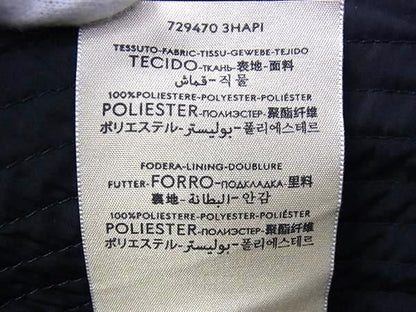 729470 3HAPI
TESSUTO-FABRIC-TISSU-GEWEBE-TEJIDO
TECIDO-ТКАНЬ-表地-面料
قماش-직물
100%POLIESTERE-POLYESTER-POLIÉSTER
POLIESTER-ПОЛИЭСТЕР-聚酯纤维
ポリエステル-بوليستر-폴리에스테르
FODERA-LINING-DOUBLURE
FUTTER-FORRO-ПОДКЛАДКА-里料
裏地-البطانة-안감
100%POLIESTERE-POLYESTER-POLIÉSTER
POLIESTER-ПОЛИЭСТЕР-聚酯纤维
ポリエステル-بوليستر-폴리에스테르